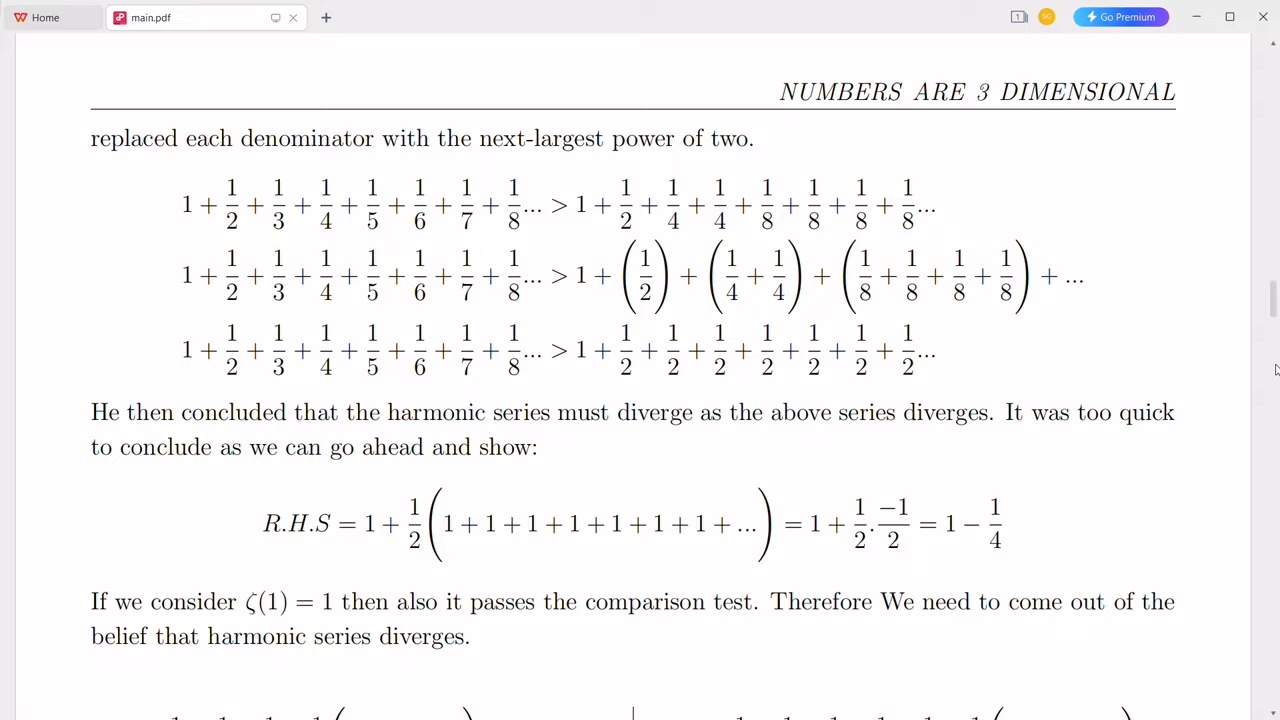 Home
main.pdf
1
SG
Go Premium
NUMBERS ARE 3 DIMENSIONAL
replaced each denominator with the next-largest power of two.
1 + 1/2 + 1/3 + 1/4 + 1/5 + 1/6 + 1/7 + 1/8 ... > 1 + 1/2 + 1/4 + 1/4 + 1/8 + 1/8 + 1/8 + 1/8 ...
1 + 1/2 + 1/3 + 1/4 + 1/5 + 1/6 + 1/7 + 1/8 ... > 1 + (1/2) + (1/4 + 1/4) + (1/8 + 1/8 + 1/8 + 1/8) + ...
1 + 1/2 + 1/3 + 1/4 + 1/5 + 1/6 + 1/7 + 1/8 ... > 1 + 1/2 + 1/2 + 1/2 + 1/2 + 1/2 + 1/2 + 1/2 ...
He then concluded that the harmonic series must diverge as the above series diverges. It was too quick
to conclude as we can go ahead and show:
R.H.S = 1 + 1/2 (1 + 1 + 1 + 1 + 1 + 1 + 1 + ...) = 1 + 1/2 . −1/2 = 1 − 1/4
If we consider ζ(1) = 1 then also it passes the comparison test. Therefore We need to come out of the
belief that harmonic series diverges.